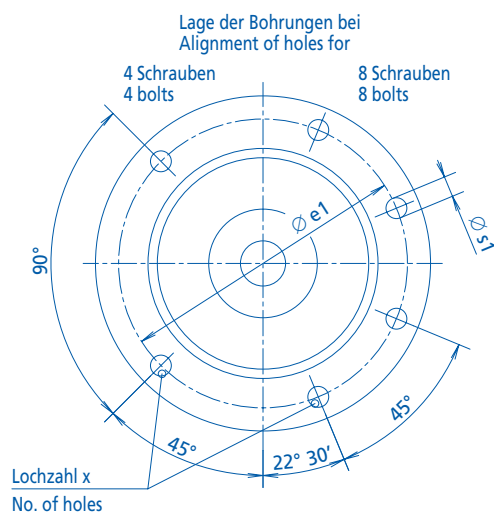 Lage der Bohrungen bei
Alignment of holes for
4 Schrauben
4 bolts
8 Schrauben
8 bolts
Ø e1
Ø s1
90°
45°
45°
22° 30‘
Lochzahl x
No. of holes